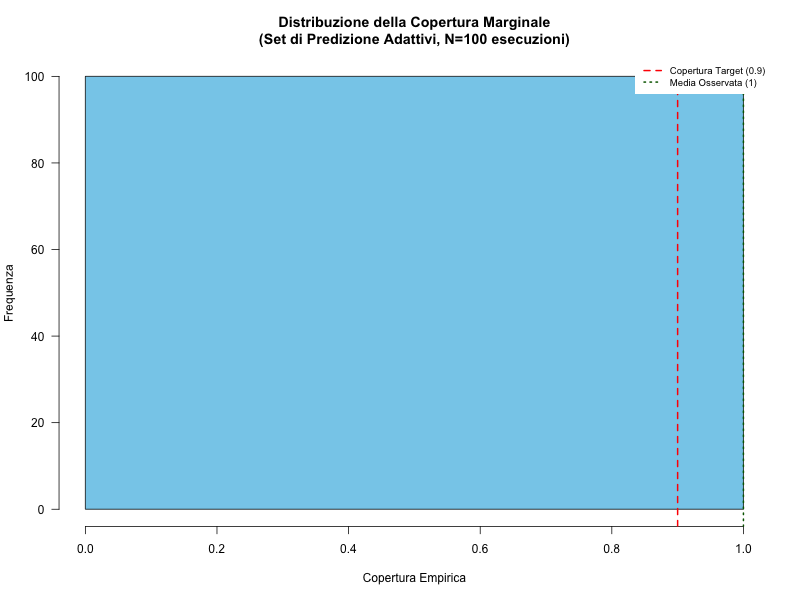 Distribuzione della Copertura Marginale
(Set di Predizione Adattivi, N=100 esecuzioni)
Copertura Target (0.9)
Media Osservata (1)
Frequenza
100
80
60
40
20
0
0.0 0.2 0.4 0.6 0.8 1.0
Copertura Empirica